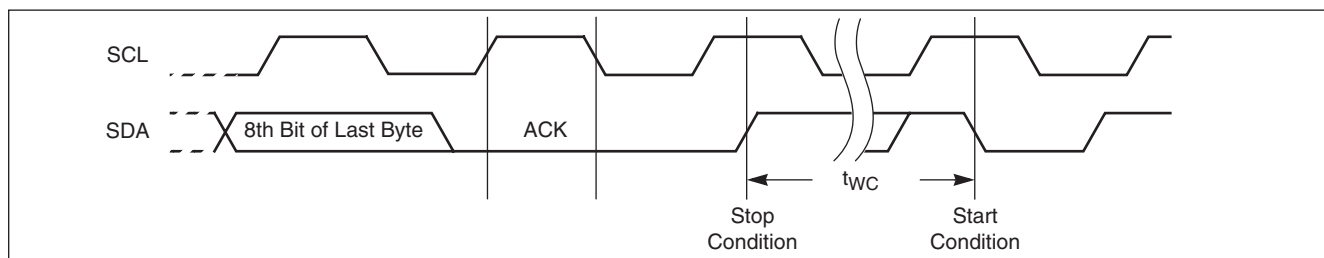 SCL
SDA
8th Bit of Last Byte
ACK
tWC
Stop
Condition
Start
Condition